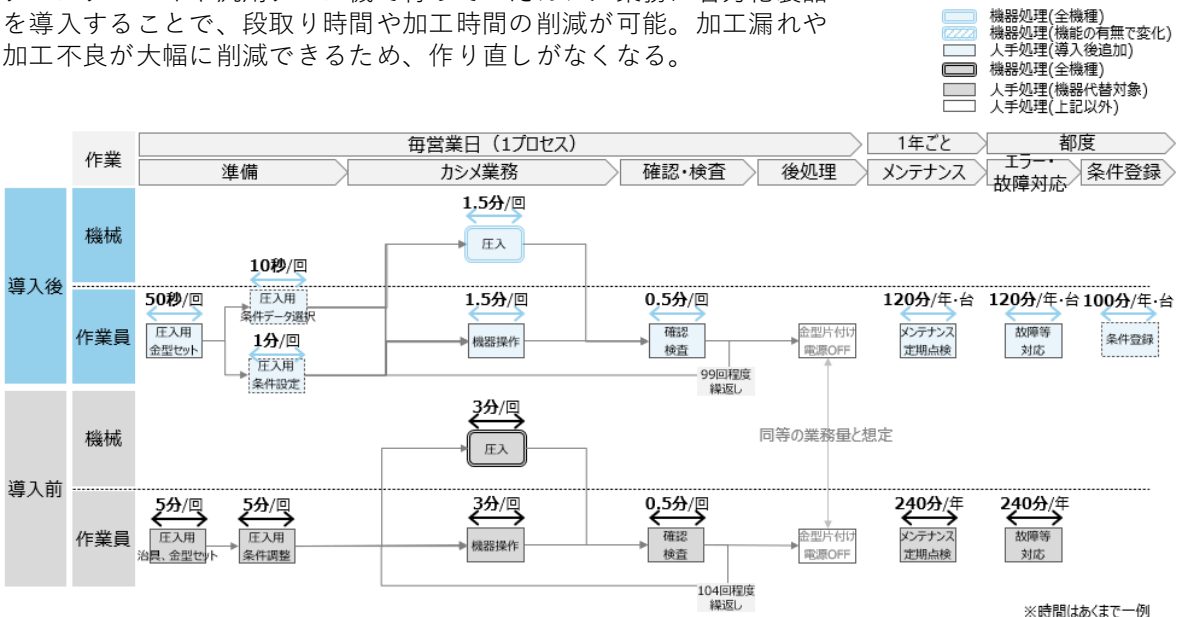 を導入することで、段取り時間や加工時間の削減が可能。加工漏れや
加工不良が大幅に削減できるため、作り直しがなくなる。
機器処理(全機種)
機器処理(機能の有無で変化)
人手処理(導入後追加)
機器処理(全機種)
人手処理(機器代替対象)
人手処理(上記以外)
作業
毎営業日（1プロセス）
1年ごと
都度
準備
カシメ業務
確認・検査
後処理
メンテナンス
エラー・
故障対応
条件登録
導入後
機械
1.5分/回
圧入
作業員
50秒/回
圧入用
金型セット
10秒/回
圧入用
条件データ選択
1分/回
圧入用
条件設定
1.5分/回
機器操作
0.5分/回
確認
検査
99回程度
繰返し
金型片付け
電源OFF
120分/年・台
メンテナンス
定期点検
120分/年・台
故障等
対応
100分/年・台
条件登録
導入前
機械
3分/回
圧入
同等の業務量と想定
作業員
5分/回
圧入用
治具、金型セット
5分/回
圧入用
条件調整
3分/回
機器操作
0.5分/回
確認
検査
104回程度
繰返し
金型片付け
電源OFF
240分/年
メンテナンス
定期点検
240分/年
故障等
対応
※時間はあくまで一例